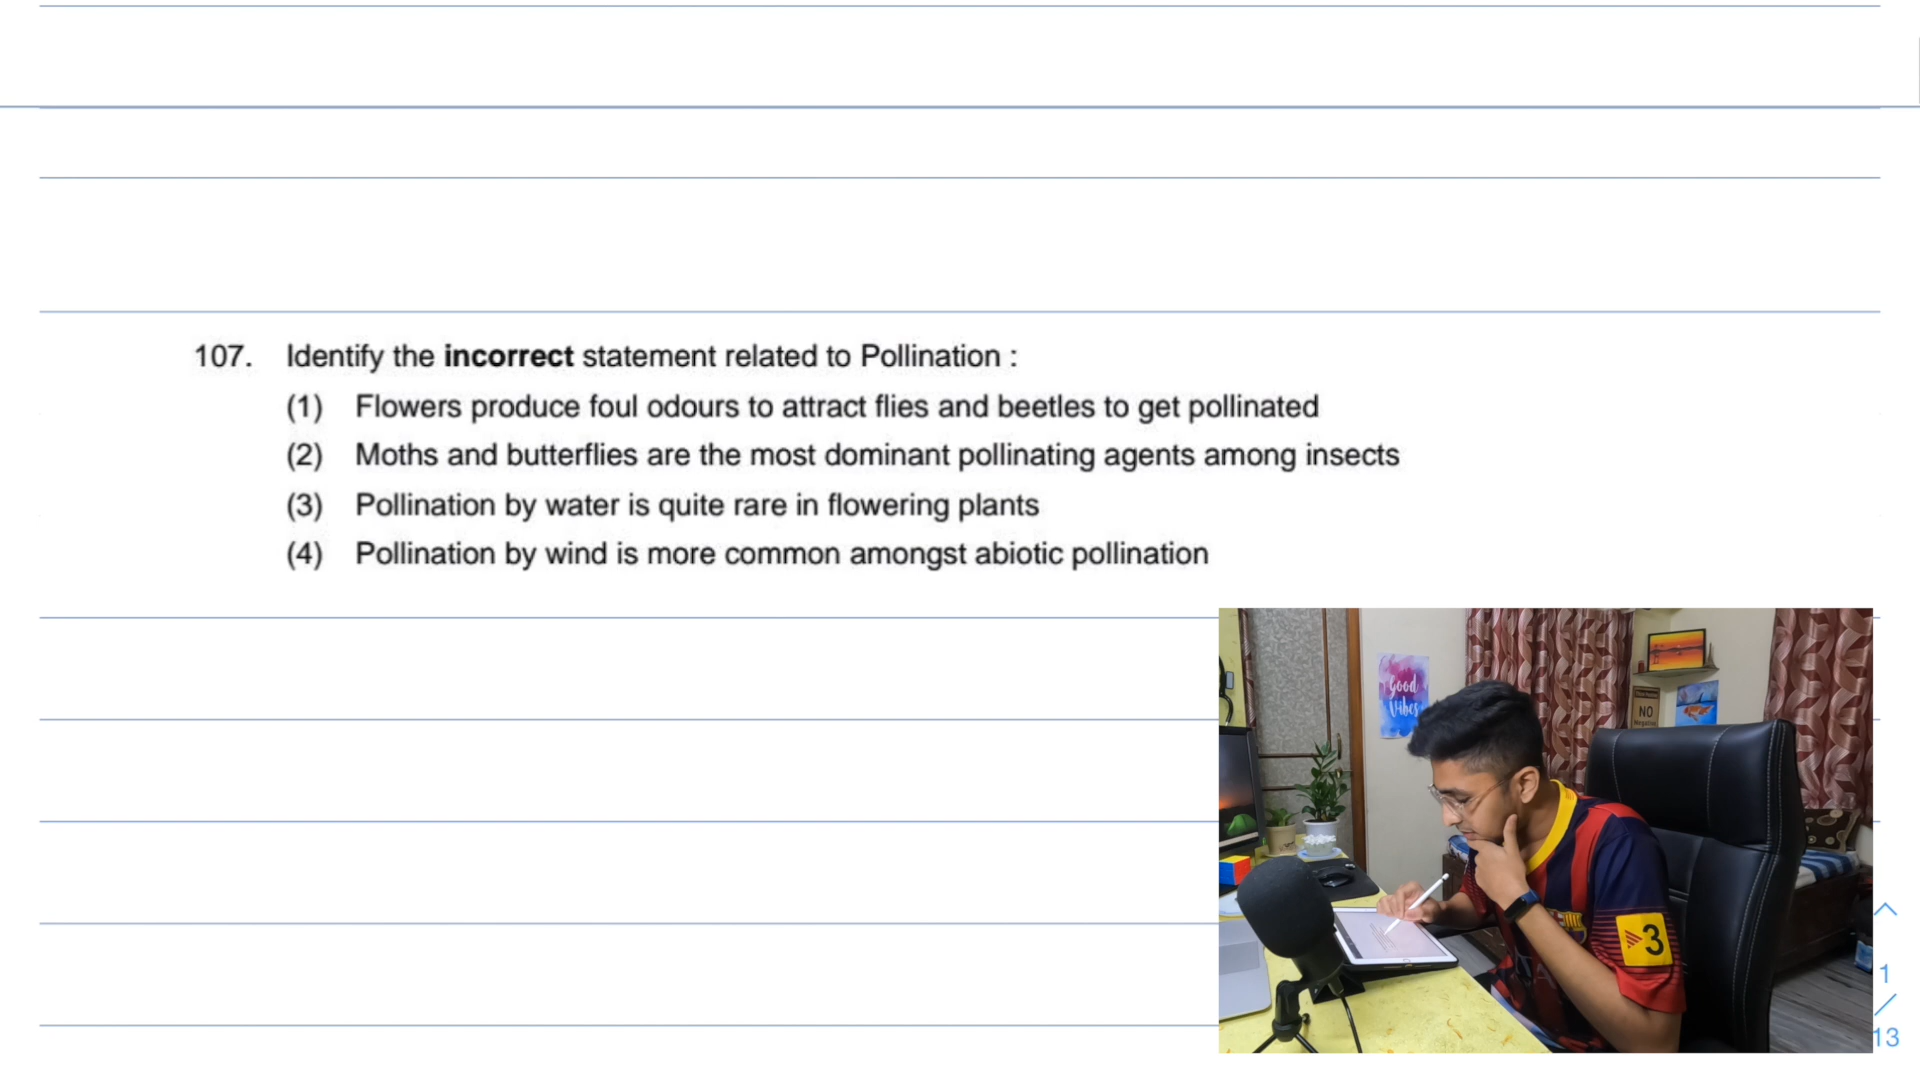 107. Identify the incorrect statement related to Pollination :
(1) Flowers produce foul odours to attract flies and beetles to get pollinated
(2) Moths and butterflies are the most dominant pollinating agents among insects
(3) Pollination by water is quite rare in flowering plants
(4) Pollination by wind is more common amongst abiotic pollination
Good
Vibes
NO
3
1
/
13